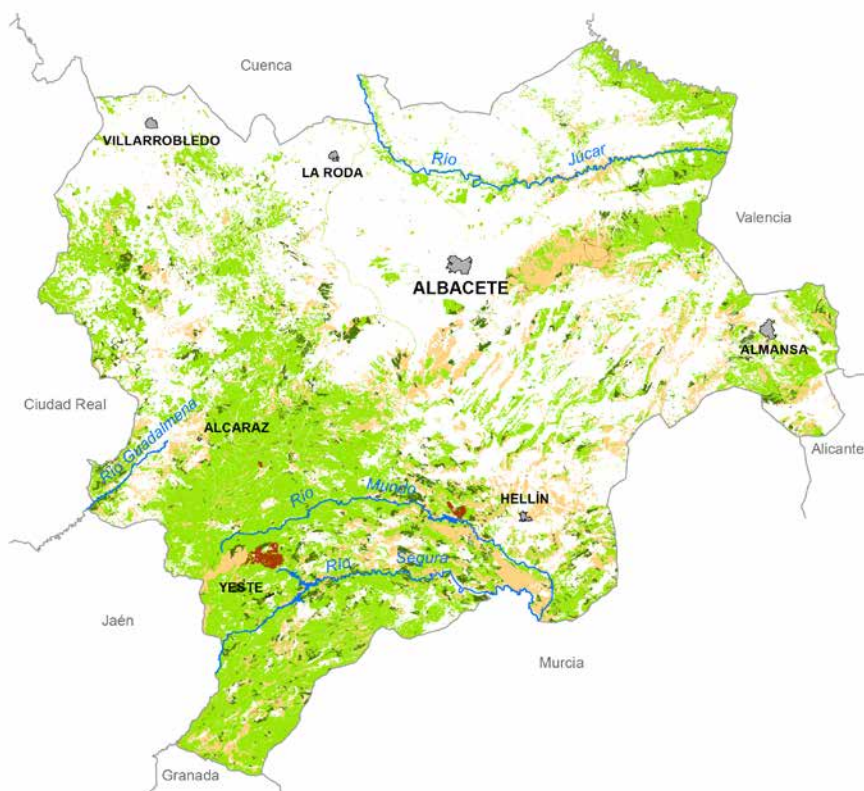 Cuenca
VILLARROBLEDO
LA RODA
Río Júcar
Valencia
ALBACETE
ALMANSA
Ciudad Real
Río Guadalmena
ALCARAZ
Alicante
HELLÍN
Río Mundo
Río Segura
YESTE
Jaén
Murcia
Granada